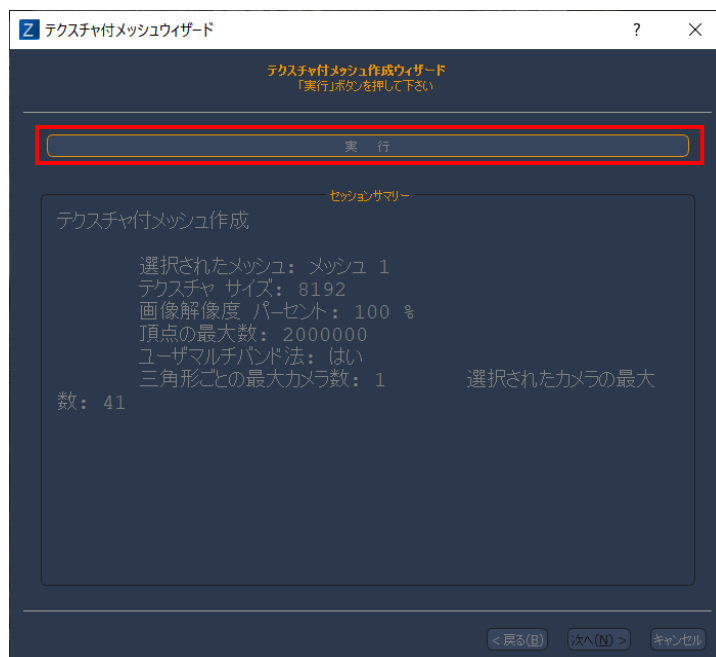 Z テクスチャ付メッシュウィザード ? ×
テクスチャ付メッシュ作成ウィザード
「実行」ボタンを押して下さい
実 行
セッションサマリー
テクスチャ付メッシュ作成
選択されたメッシュ: メッシュ 1
テクスチャ サイズ: 8192
画像解像度 パーセント: 100 %
頂点の最大数: 2000000
ユーザマルチバンド法: はい
三角形ごとの最大カメラ数: 1 選択されたカメラの最大
数: 41
< 戻る(B) 次へ(N) > キャンセル